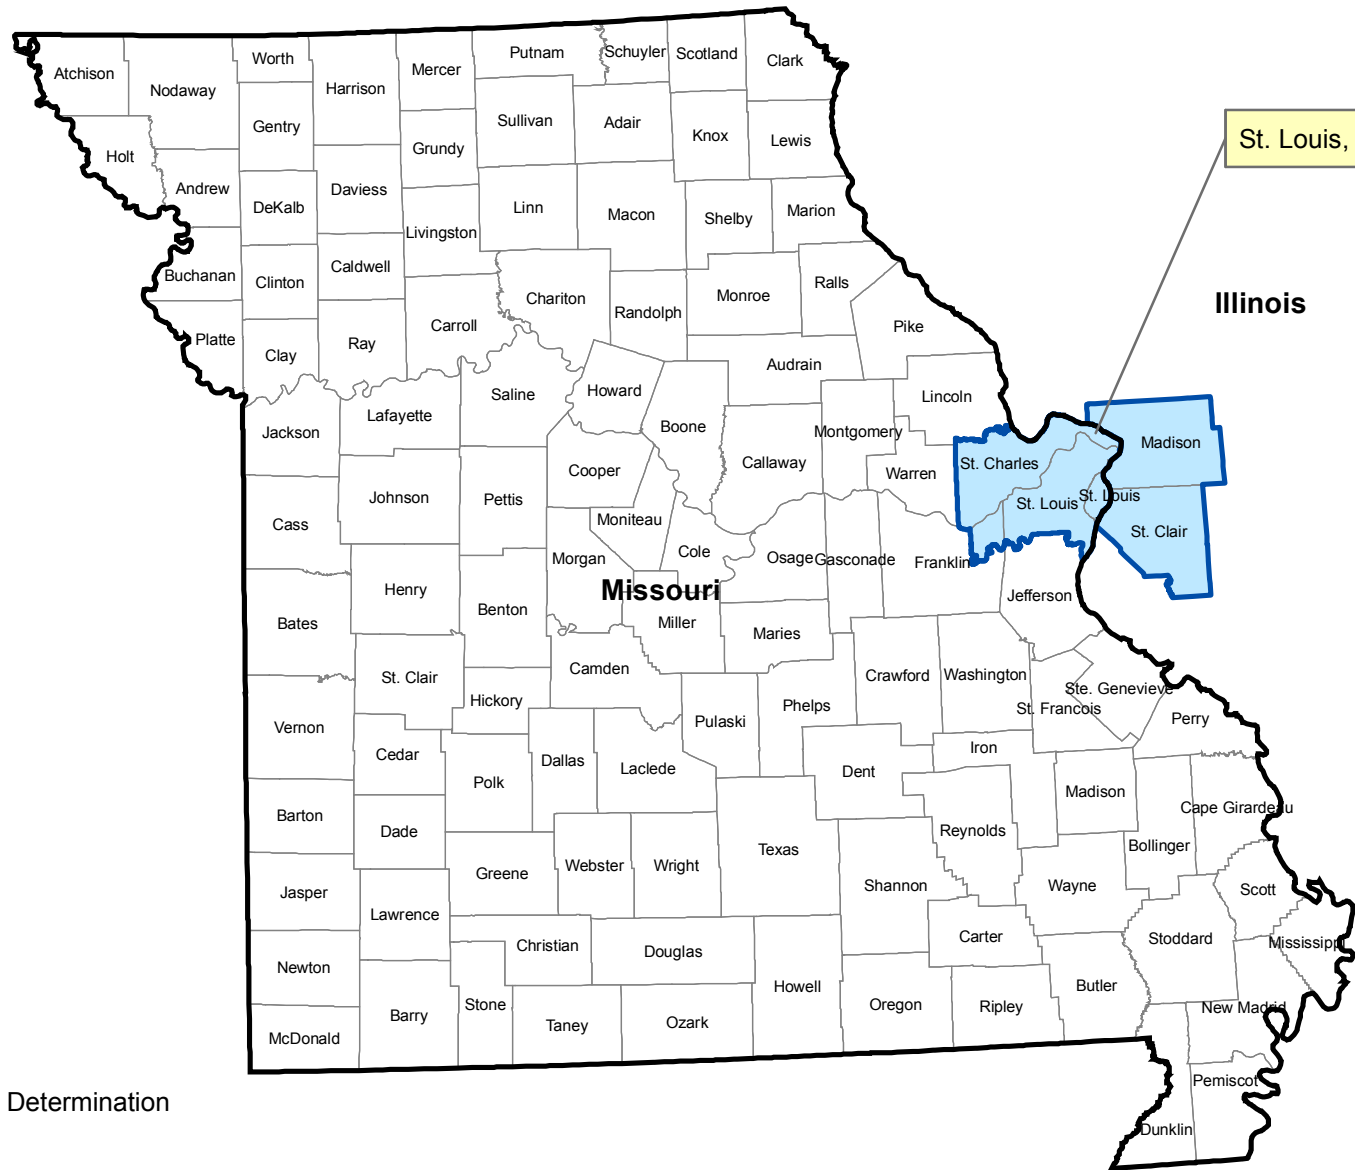 Atchison
Nodaway
Worth
Harrison
Mercer
Putnam
Schuyler
Scotland
Clark
Gentry
Sullivan
Adair
Knox
Lewis
St. Louis,
Holt
Grundy
Andrew
DeKalb
Daviess
Linn
Macon
Shelby
Marion
Livingston
Buchanan
Clinton
Caldwell
Chariton
Randolph
Monroe
Ralls
Illinois
Platte
Clay
Ray
Carroll
Pike
Audrain
Saline
Howard
Lincoln
Lafayette
Jackson
Boone
Montgomery
Madison
Cooper
Callaway
Warren
St. Charles
Johnson
Pettis
St. Louis
St. Louis
Cass
Moniteau
St. Clair
Morgan
Cole
Osage
Gasconade
Franklin
Henry
Missouri
Jefferson
Bates
Benton
Miller
Maries
St. Clair
Camden
Crawford
Washington
Ste. Genevieve
Hickory
Pulaski
Phelps
St. Francois
Perry
Vernon
Cedar
Dallas
Laclede
Iron
Polk
Dent
Madison
Barton
Dade
Cape Girardeau
Reynolds
Texas
Bollinger
Greene
Webster
Wright
Jasper
Shannon
Wayne
Scott
Lawrence
Christian
Douglas
Carter
Stoddard
Mississippi
Newton
Howell
Butler
Stone
Barry
Oregon
Ripley
New Madrid
Taney
Ozark
McDonald
Pemiscot
Determination
Dunklin